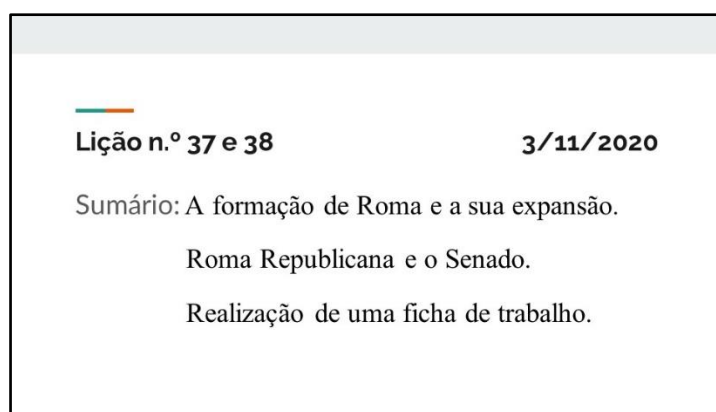 Lição n.º 37 e 38 3/11/2020
Sumário: A formação de Roma e a sua expansão.
Roma Republicana e o Senado.
Realização de uma ficha de trabalho.